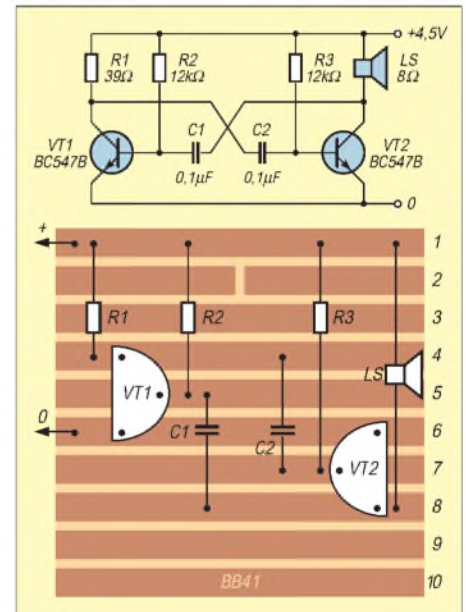 +4,5V
R1
39Ω
R2
12kΩ
R3
12kΩ
LS
8Ω
VT1
BC547B
C1
0,1µF
C2
0,1µF
VT2
BC547B
0
+
1
2
R1
R2
R3
3
4
VT1
LS
5
0
C1
C2
6
VT2
7
8
9
BB41
10